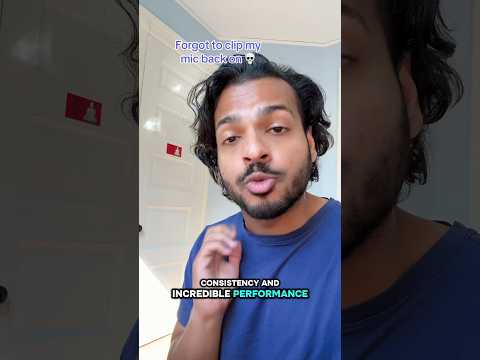 Forgot to clip my
mic back on 💀
CONSISTENCY AND
INCREDIBLE PERFORMANCE